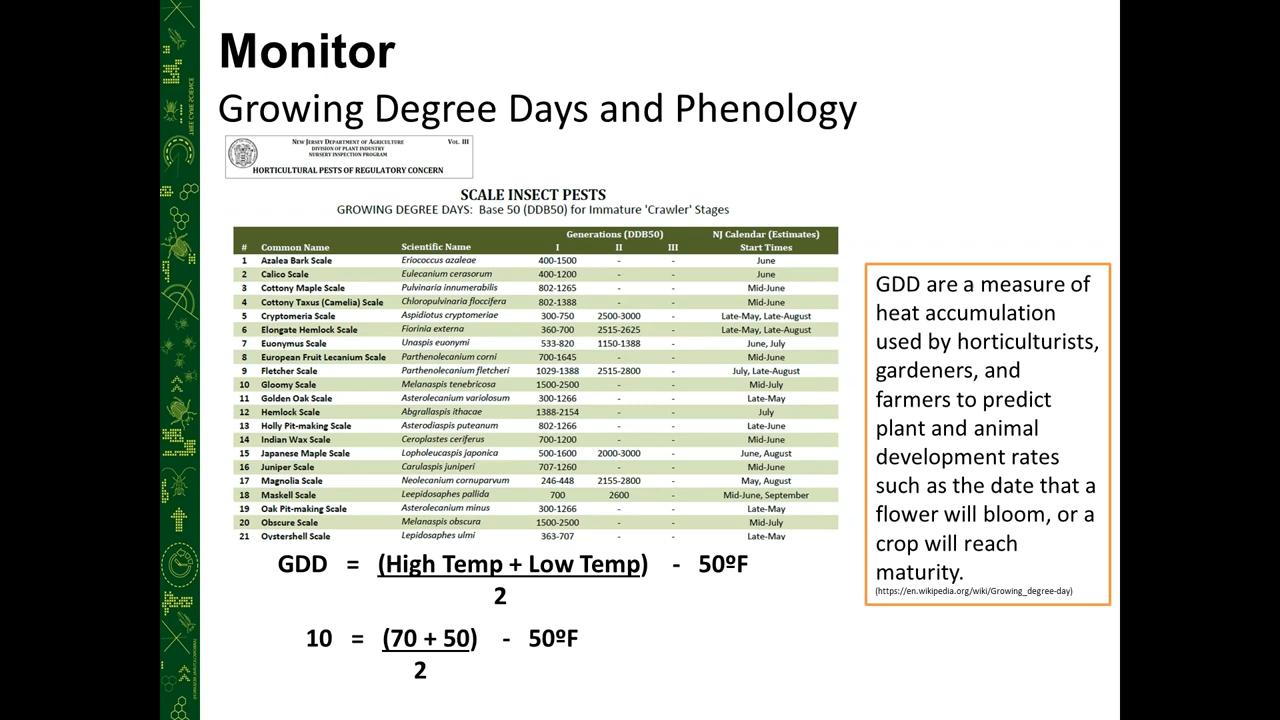 Monitor
Growing Degree Days and Phenology
NEW JERSEY DEPARTMENT OF AGRICULTURE VOL. III
DIVISION OF PLANT INDUSTRY
NURSERY INSPECTION PROGRAM
HORTICULTURAL PESTS OF REGULATORY CONCERN
SCALE INSECT PESTS
GROWING DEGREE DAYS: Base 50 (DDB50) for Immature 'Crawler' Stages
Generations (DDB50) NJ Calendar (Estimates)
# Common Name Scientific Name I II III Start Times
1 Azalea Bark Scale Eriococcus azaleae 400-1500 - - June
2 Calico Scale Eulecanium cerasorum 400-1200 - - June
3 Cottony Maple Scale Pulvinaria innumerabilis 802-1265 - - Mid-June
4 Cottony Taxus (Camelia) Scale Chloropulvinaria floccifera 802-1388 - - Mid-June
5 Cryptomeria Scale Aspidiotus cryptomeriae 300-750 2500-3000 - Late-May, Late-August
6 Elongate Hemlock Scale Fiorinia externa 360-700 2515-2625 - Late-May, Late-August
7 Euonymus Scale Unaspis euonymi 533-820 1150-1388 - June, July
8 European Fruit Lecanium Scale Parthenolecanium corni 700-1645 - - Mid-June
9 Fletcher Scale Parthenolecanium fletcheri 1029-1388 2515-2800 - July, Late-August
10 Gloomy Scale Melanaspis tenebricosa 1500-2500 - - Mid-July
11 Golden Oak Scale Asterolecanium variolosum 300-1266 - - Late-May
12 Hemlock Scale Abgrallaspis ithacae 1388-2154 - - July
13 Holly Pit-making Scale Asterodiaspis puteanum 802-1266 - - Late-June
14 Indian Wax Scale Ceroplastes ceriferus 700-1200 - - Mid-June
15 Japanese Maple Scale Lopholeucaspis japonica 500-1600 2000-3000 - June, August
16 Juniper Scale Carulaspis juniperi 707-1260 - - Mid-June
17 Magnolia Scale Neolecanium cornuparvum 246-448 2155-2800 - May, August
18 Maskell Scale Leepidosaphes pallida 700 2600 - Mid-June, September
19 Oak Pit-making Scale Asterolecanium minus 300-1266 - - Late-May
20 Obscure Scale Melanaspis obscura 1500-2500 - - Mid-July
21 Oystershell Scale Lepidosaphes ulmi 363-707 - - Late-May
GDD = (High Temp + Low Temp) - 50ºF
2
10 = (70 + 50) - 50ºF
2
GDD are a measure of
heat accumulation
used by horticulturists,
gardeners, and
farmers to predict
plant and animal
development rates
such as the date that a
flower will bloom, or a
crop will reach
maturity.
(https://en.wikipedia.org/wiki/Growing_degree-day)